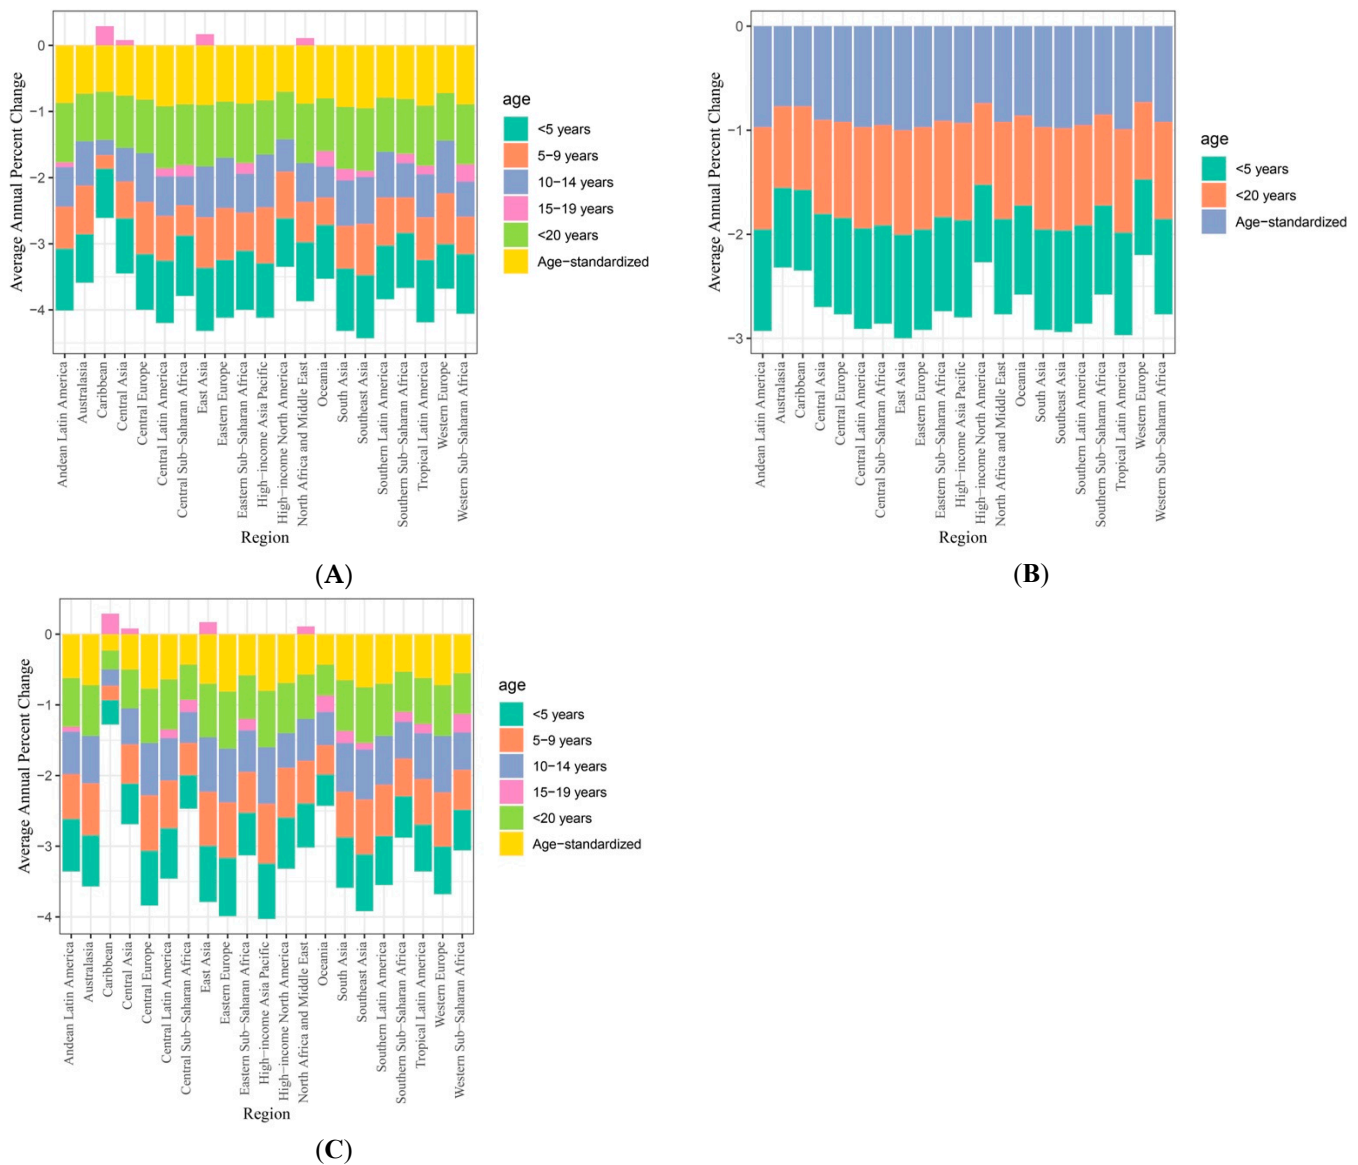 0
−1
−2
−3
−4
Average Annual Percent Change
Andean Latin America
Australasia
Caribbean
Central Asia
Central Europe
Central Latin America
Central Sub−Saharan Africa
East Asia
Eastern Europe
Eastern Sub−Saharan Africa
High−income Asia Pacific
High−income North America
North Africa and Middle East
Oceania
South Asia
Southeast Asia
Southern Latin America
Southern Sub−Saharan Africa
Tropical Latin America
Western Europe
Western Sub−Saharan Africa
Region
age
<5 years
5−9 years
10−14 years
15−19 years
<20 years
Age−standardized
(A)
0
−1
−2
−3
Average Annual Percent Change
Andean Latin America
Australasia
Caribbean
Central Asia
Central Europe
Central Latin America
Central Sub−Saharan Africa
East Asia
Eastern Europe
Eastern Sub−Saharan Africa
High−income Asia Pacific
High−income North America
North Africa and Middle East
Oceania
South Asia
Southeast Asia
Southern Latin America
Southern Sub−Saharan Africa
Tropical Latin America
Western Europe
Western Sub−Saharan Africa
Region
age
<5 years
<20 years
Age−standardized
(B)
0
−1
−2
−3
−4
Average Annual Percent Change
Andean Latin America
Australasia
Caribbean
Central Asia
Central Europe
Central Latin America
Central Sub−Saharan Africa
East Asia
Eastern Europe
Eastern Sub−Saharan Africa
High−income Asia Pacific
High−income North America
North Africa and Middle East
Oceania
South Asia
Southeast Asia
Southern Latin America
Southern Sub−Saharan Africa
Tropical Latin America
Western Europe
Western Sub−Saharan Africa
Region
age
<5 years
5−9 years
10−14 years
15−19 years
<20 years
Age−standardized
(C)